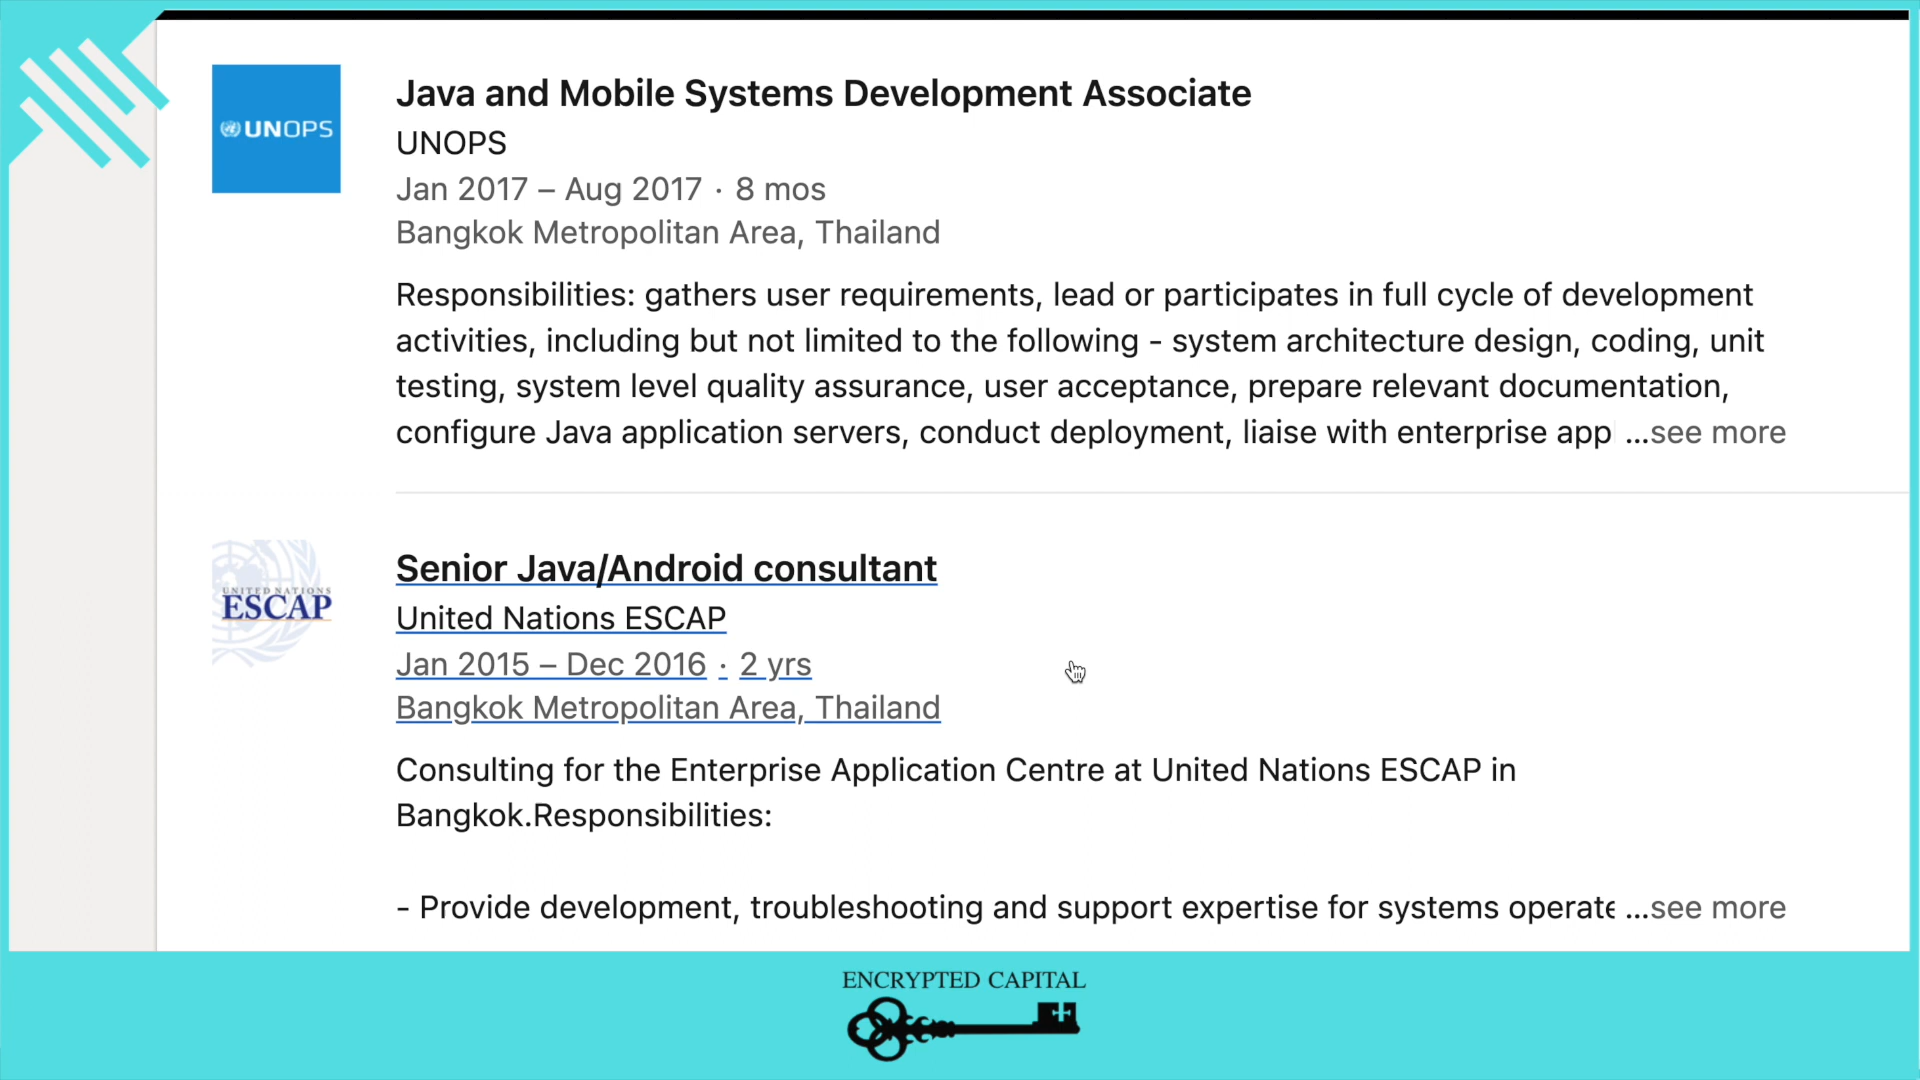 UNOPS
Java and Mobile Systems Development Associate
UNOPS
Jan 2017 – Aug 2017 · 8 mos
Bangkok Metropolitan Area, Thailand
Responsibilities: gathers user requirements, lead or participates in full cycle of development
activities, including but not limited to the following - system architecture design, coding, unit
testing, system level quality assurance, user acceptance, prepare relevant documentation,
configure Java application servers, conduct deployment, liaise with enterprise app ...see more
UNITED NATIONS
ESCAP
Senior Java/Android consultant
United Nations ESCAP
Jan 2015 – Dec 2016 · 2 yrs
Bangkok Metropolitan Area, Thailand
Consulting for the Enterprise Application Centre at United Nations ESCAP in
Bangkok.Responsibilities:
- Provide development, troubleshooting and support expertise for systems operate ...see more
ENCRYPTED CAPITAL